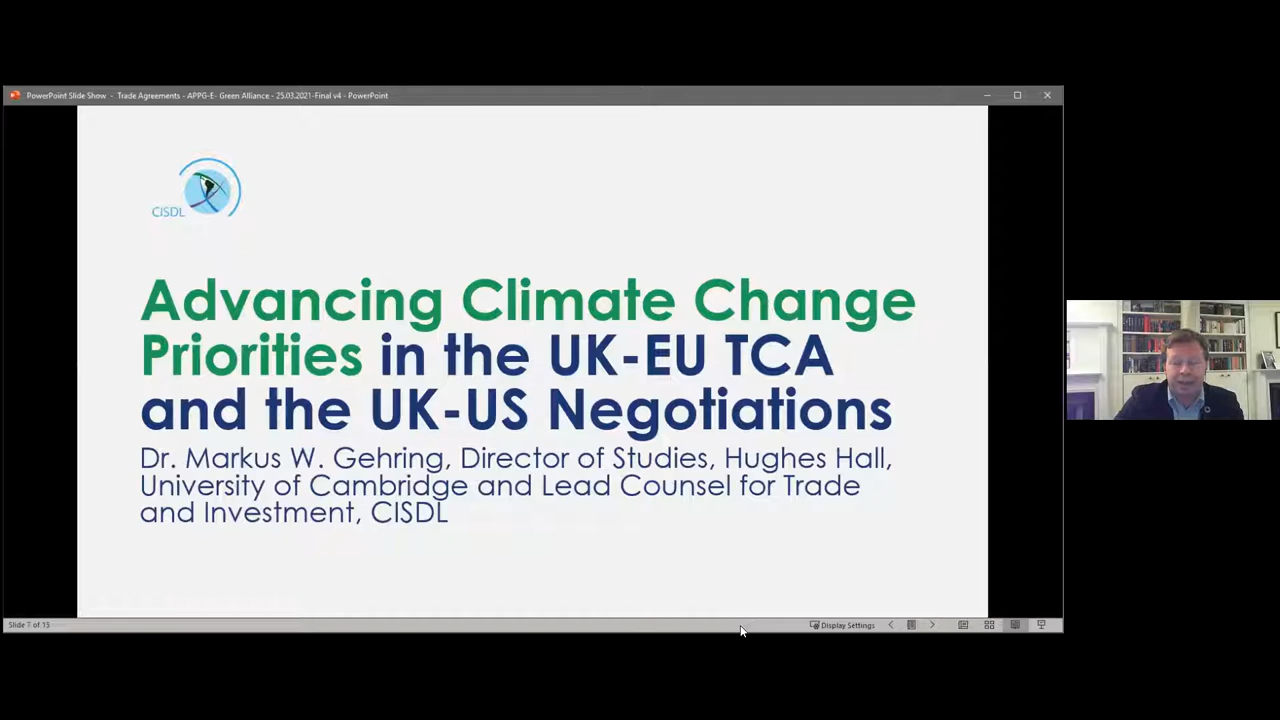 PowerPoint Slide Show - Trade Agreements - APPG-E- Green Alliance - 25.03.2021-Final v4 - PowerPoint
CISDL
Advancing Climate Change
Priorities in the UK-EU TCA
and the UK-US Negotiations
Dr. Markus W. Gehring, Director of Studies, Hughes Hall,
University of Cambridge and Lead Counsel for Trade
and Investment, CISDL
Slide 7 of 15
Display Settings